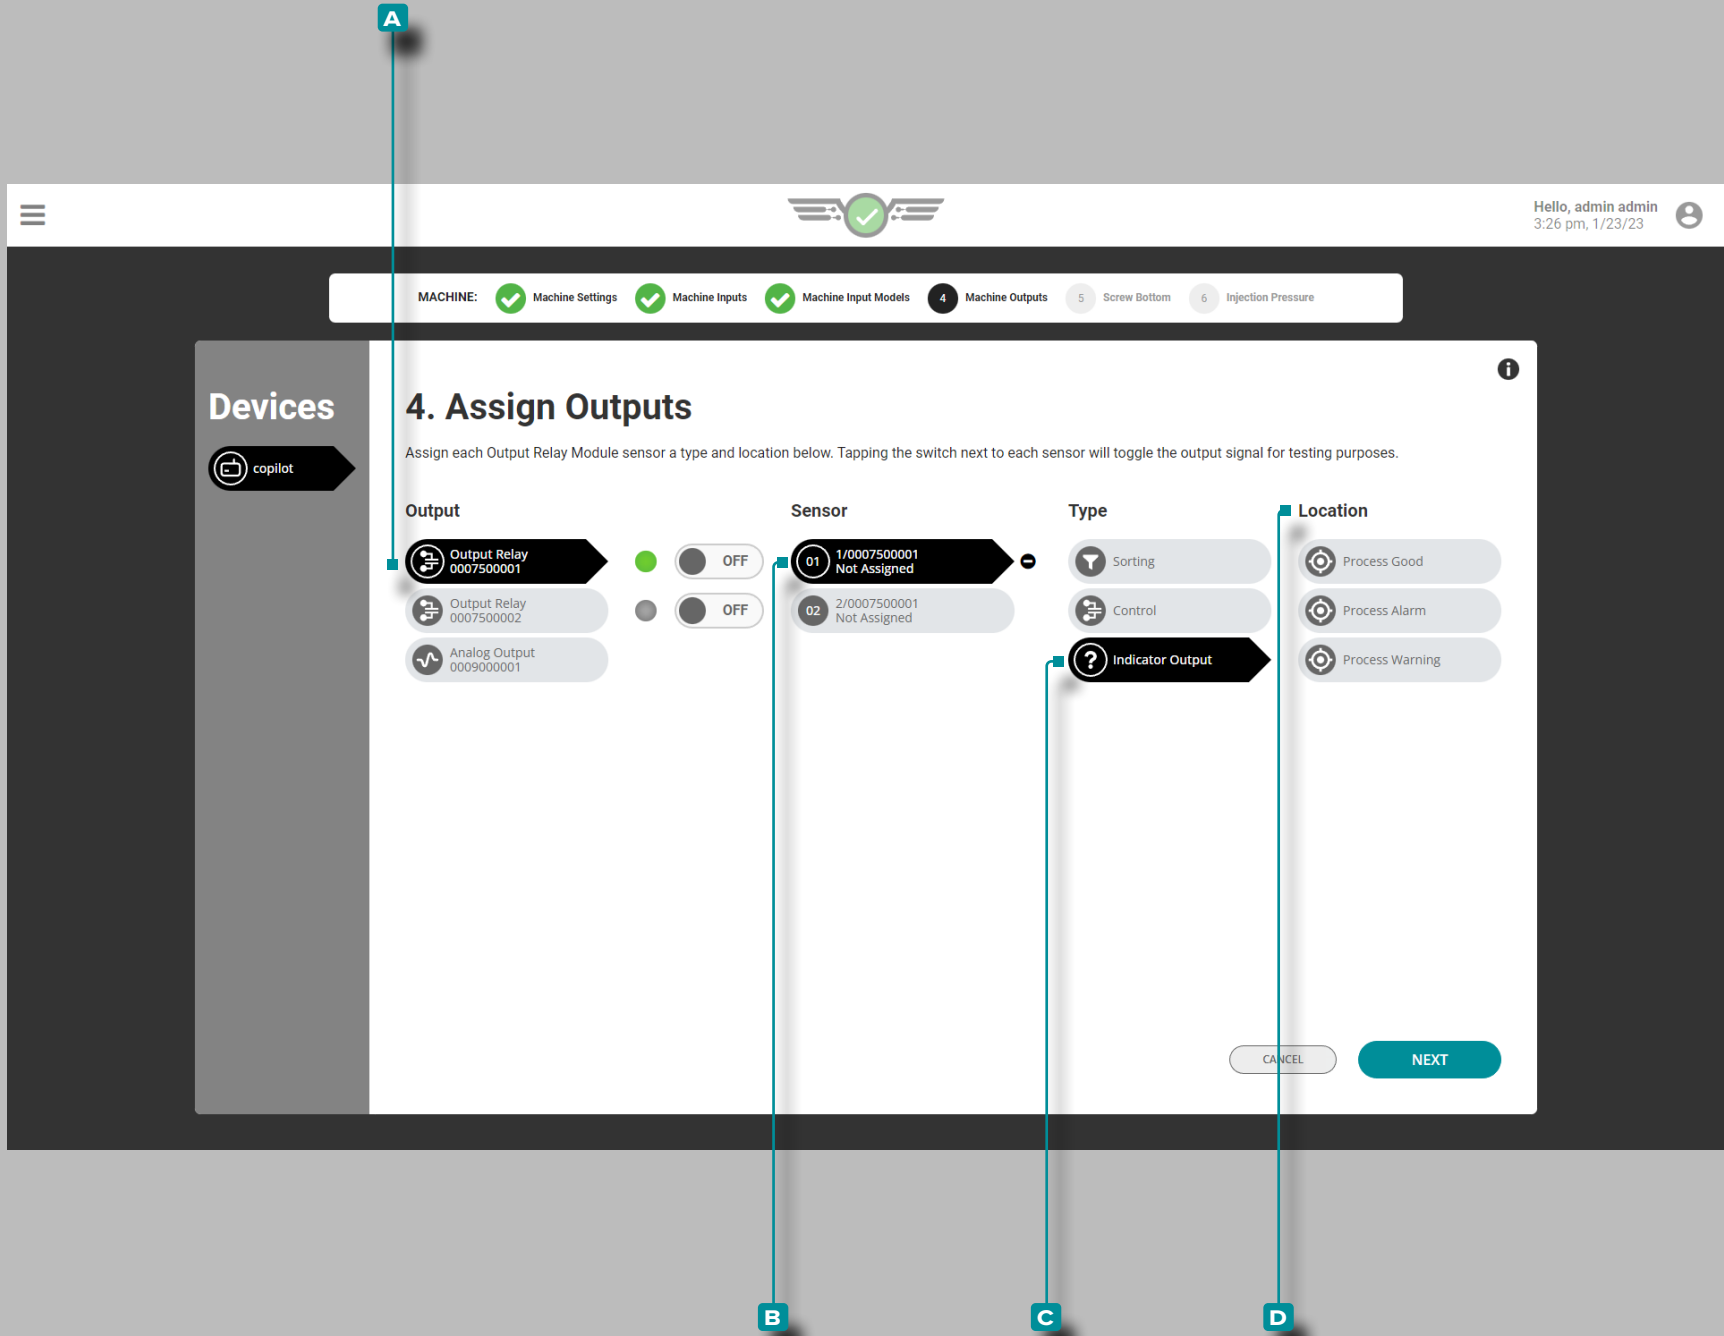 A
Hello, admin admin
3:26 pm, 1/23/23
MACHINE: Machine Settings Machine Inputs Machine Input Models 4 Machine Outputs 5 Screw Bottom 6 Injection Pressure
Devices
copilot
4. Assign Outputs
Assign each Output Relay Module sensor a type and location below. Tapping the switch next to each sensor will toggle the output signal for testing purposes.
Output Sensor Type Location
Output Relay
0007500001
OFF
01 1/0007500001
Not Assigned
Sorting
Process Good
Output Relay
0007500002
OFF
02 2/0007500001
Not Assigned
Control
Process Alarm
Analog Output
0009000001
Indicator Output
Process Warning
CANCEL NEXT
B C D